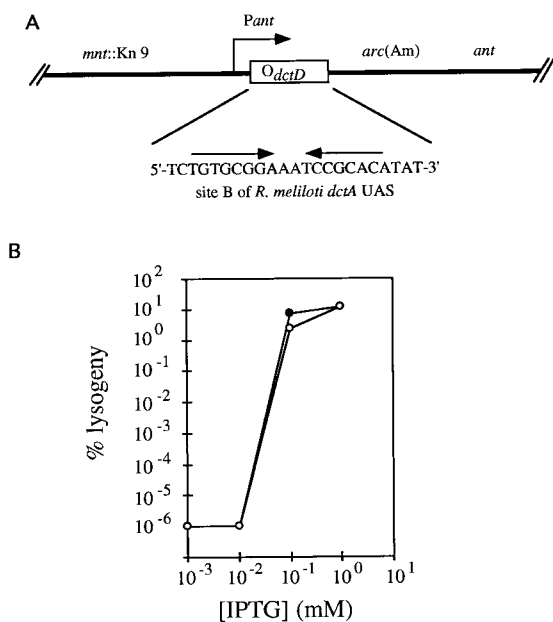 A
Pant
mnt::Kn 9
arc(Am)
ant
OdctD
5'-TCTGTGCGGAAATCCGCACATAT-3'
site B of R. meliloti dctA UAS
B
10^2
10^1
10^0
10^-1
10^-2
10^-3
10^-4
10^-5
10^-6
% lysogeny
10^-3 10^-2 10^-1 10^0 10^1
[IPTG] (mM)